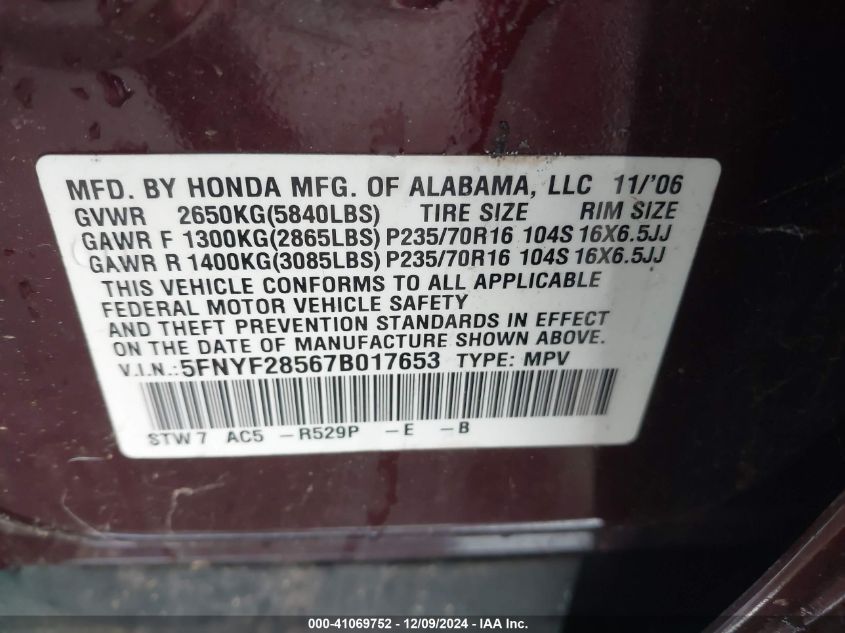 MFD. BY HONDA MFG. OF ALABAMA, LLC 11/'06
GVWR 2650KG(5840LBS) TIRE SIZE RIM SIZE
GAWR F 1300KG(2865LBS) P235/70R16 104S 16X6.5JJ
GAWR R 1400KG(3085LBS) P235/70R16 104S 16X6.5JJ
THIS VEHICLE CONFORMS TO ALL APPLICABLE
FEDERAL MOTOR VEHICLE SAFETY
AND THEFT PREVENTION STANDARDS IN EFFECT
ON THE DATE OF MANUFACTURE SHOWN ABOVE.
V.I.N.: 5FNYF28567B017653 TYPE: MPV
STW7 AC5 -R529P -E -B
000-41069752 - 12/09/2024 - IAA Inc.